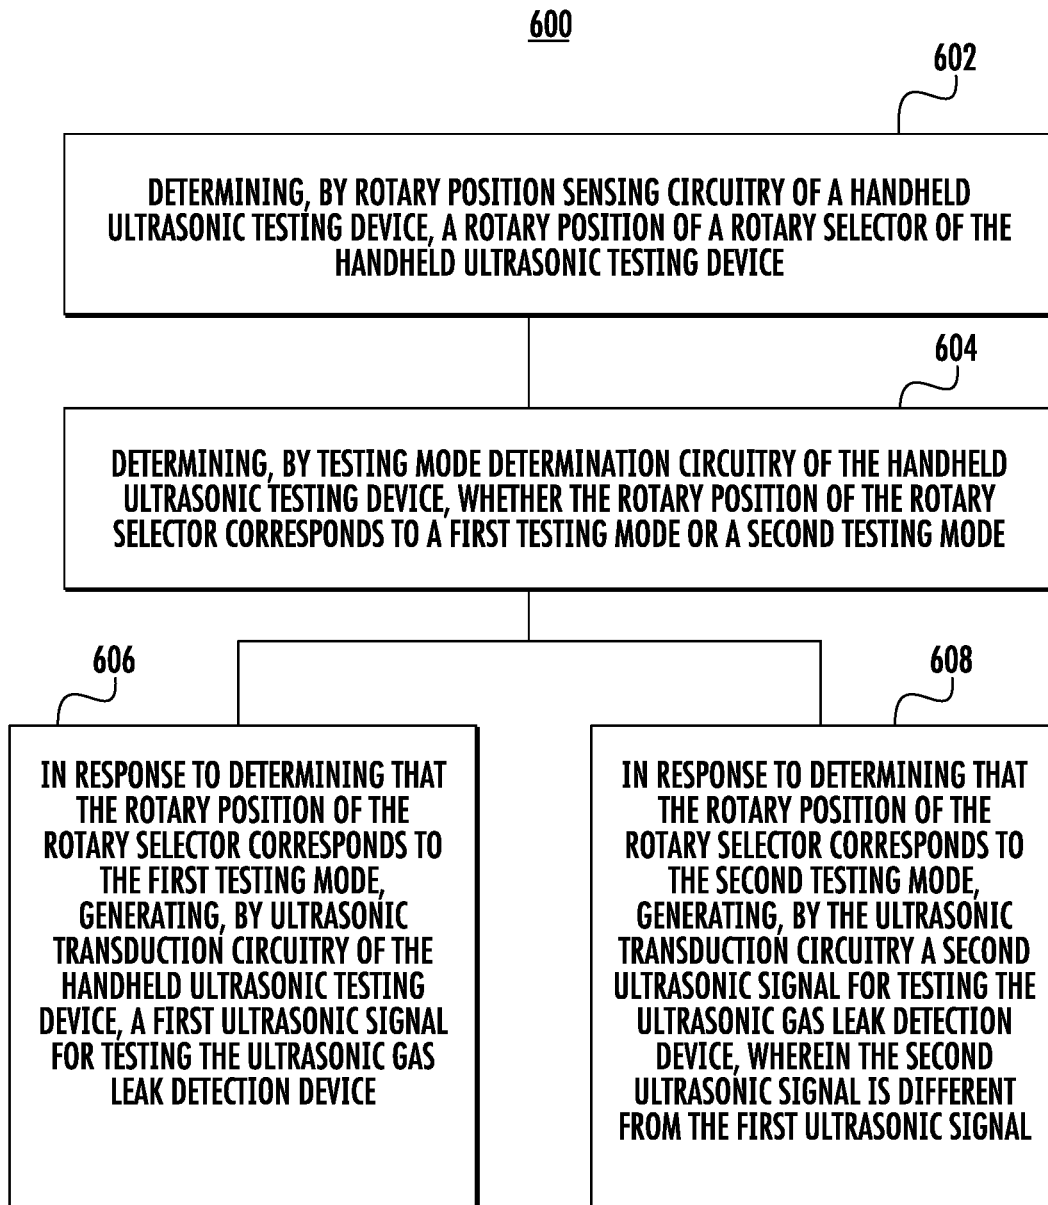 600
602
DETERMINING, BY ROTARY POSITION SENSING CIRCUITRY OF A HANDHELD
ULTRASONIC TESTING DEVICE, A ROTARY POSITION OF A ROTARY SELECTOR OF THE
HANDHELD ULTRASONIC TESTING DEVICE
604
DETERMINING, BY TESTING MODE DETERMINATION CIRCUITRY OF THE HANDHELD
ULTRASONIC TESTING DEVICE, WHETHER THE ROTARY POSITION OF THE ROTARY
SELECTOR CORRESPONDS TO A FIRST TESTING MODE OR A SECOND TESTING MODE
606
IN RESPONSE TO DETERMINING THAT
THE ROTARY POSITION OF THE
ROTARY SELECTOR CORRESPONDS TO
THE FIRST TESTING MODE,
GENERATING, BY ULTRASONIC
TRANSDUCTION CIRCUITRY OF THE
HANDHELD ULTRASONIC TESTING
DEVICE, A FIRST ULTRASONIC SIGNAL
FOR TESTING THE ULTRASONIC GAS
LEAK DETECTION DEVICE
608
IN RESPONSE TO DETERMINING THAT
THE ROTARY POSITION OF THE
ROTARY SELECTOR CORRESPONDS TO
THE SECOND TESTING MODE,
GENERATING, BY THE ULTRASONIC
TRANSDUCTION CIRCUITRY A SECOND
ULTRASONIC SIGNAL FOR TESTING THE
ULTRASONIC GAS LEAK DETECTION
DEVICE, WHEREIN THE SECOND
ULTRASONIC SIGNAL IS DIFFERENT
FROM THE FIRST ULTRASONIC SIGNAL